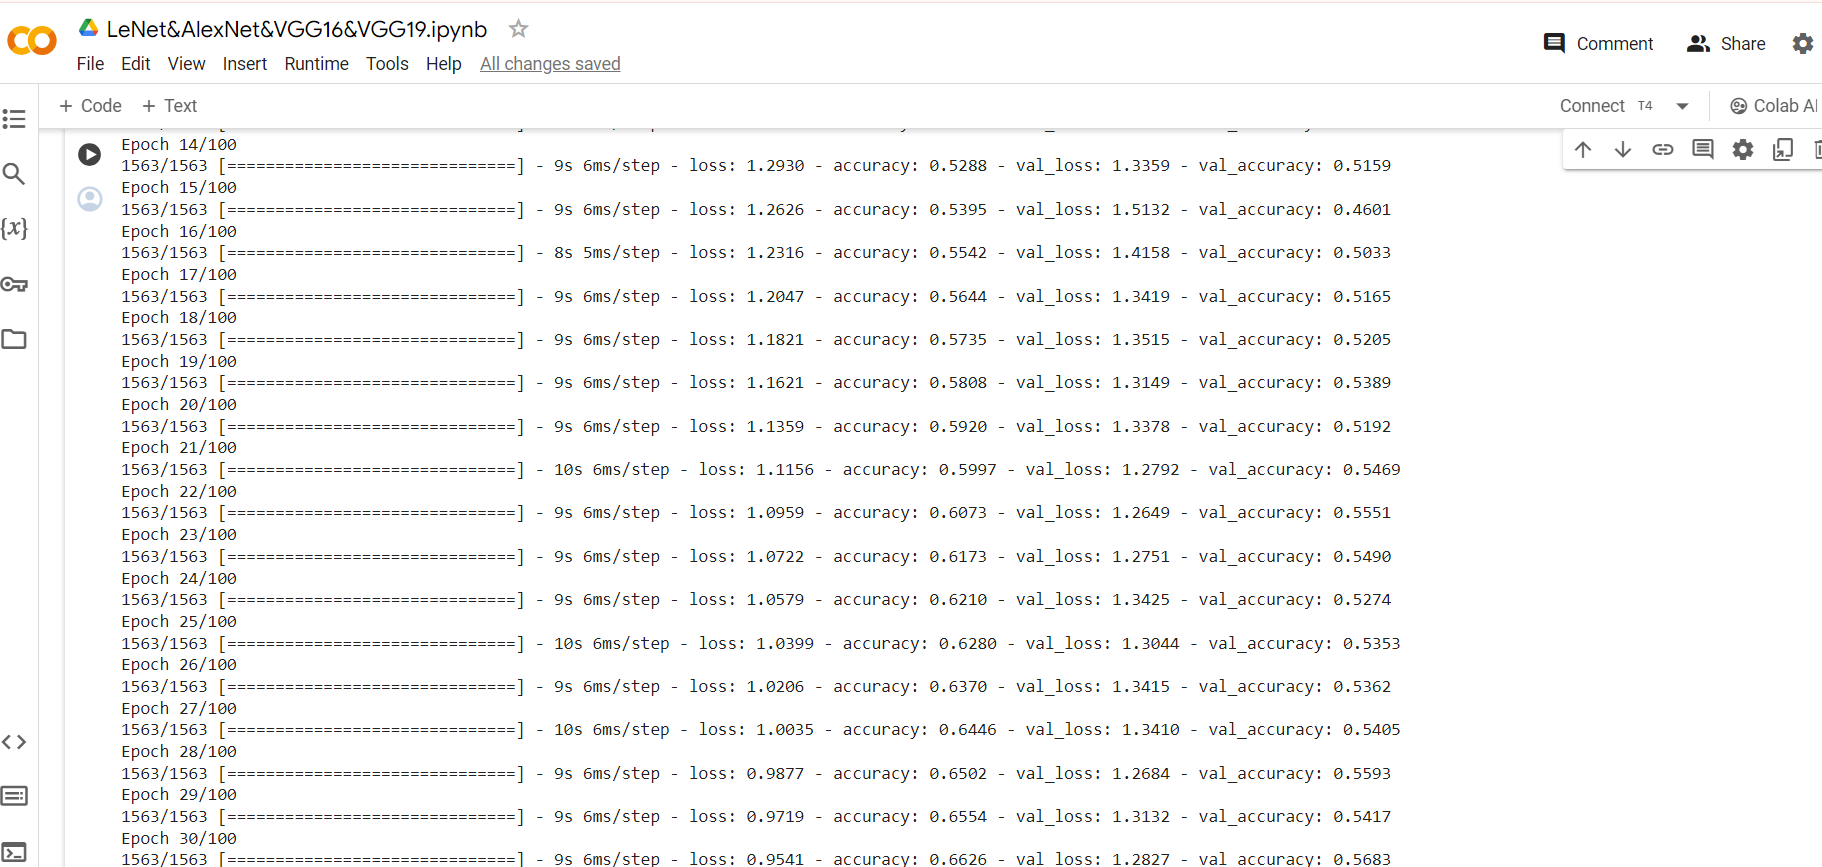 LeNet&AlexNet&VGG16&VGG19.ipynb
Comment Share
File Edit View Insert Runtime Tools Help All changes saved
+ Code + Text Connect T4 Colab AI
Epoch 14/100
1563/1563 [==============================] - 9s 6ms/step - loss: 1.2930 - accuracy: 0.5288 - val_loss: 1.3359 - val_accuracy: 0.5159
Epoch 15/100
1563/1563 [==============================] - 9s 6ms/step - loss: 1.2626 - accuracy: 0.5395 - val_loss: 1.5132 - val_accuracy: 0.4601
Epoch 16/100
1563/1563 [==============================] - 8s 5ms/step - loss: 1.2316 - accuracy: 0.5542 - val_loss: 1.4158 - val_accuracy: 0.5033
Epoch 17/100
1563/1563 [==============================] - 9s 6ms/step - loss: 1.2047 - accuracy: 0.5644 - val_loss: 1.3419 - val_accuracy: 0.5165
Epoch 18/100
1563/1563 [==============================] - 9s 6ms/step - loss: 1.1821 - accuracy: 0.5735 - val_loss: 1.3515 - val_accuracy: 0.5205
Epoch 19/100
1563/1563 [==============================] - 9s 6ms/step - loss: 1.1621 - accuracy: 0.5808 - val_loss: 1.3149 - val_accuracy: 0.5389
Epoch 20/100
1563/1563 [==============================] - 9s 6ms/step - loss: 1.1359 - accuracy: 0.5920 - val_loss: 1.3378 - val_accuracy: 0.5192
Epoch 21/100
1563/1563 [==============================] - 10s 6ms/step - loss: 1.1156 - accuracy: 0.5997 - val_loss: 1.2792 - val_accuracy: 0.5469
Epoch 22/100
1563/1563 [==============================] - 9s 6ms/step - loss: 1.0959 - accuracy: 0.6073 - val_loss: 1.2649 - val_accuracy: 0.5551
Epoch 23/100
1563/1563 [==============================] - 9s 6ms/step - loss: 1.0722 - accuracy: 0.6173 - val_loss: 1.2751 - val_accuracy: 0.5490
Epoch 24/100
1563/1563 [==============================] - 9s 6ms/step - loss: 1.0579 - accuracy: 0.6210 - val_loss: 1.3425 - val_accuracy: 0.5274
Epoch 25/100
1563/1563 [==============================] - 10s 6ms/step - loss: 1.0399 - accuracy: 0.6280 - val_loss: 1.3044 - val_accuracy: 0.5353
Epoch 26/100
1563/1563 [==============================] - 9s 6ms/step - loss: 1.0206 - accuracy: 0.6370 - val_loss: 1.3415 - val_accuracy: 0.5362
Epoch 27/100
1563/1563 [==============================] - 10s 6ms/step - loss: 1.0035 - accuracy: 0.6446 - val_loss: 1.3410 - val_accuracy: 0.5405
Epoch 28/100
1563/1563 [==============================] - 9s 6ms/step - loss: 0.9877 - accuracy: 0.6502 - val_loss: 1.2684 - val_accuracy: 0.5593
Epoch 29/100
1563/1563 [==============================] - 9s 6ms/step - loss: 0.9719 - accuracy: 0.6554 - val_loss: 1.3132 - val_accuracy: 0.5417
Epoch 30/100
1563/1563 [==============================] - 9s 6ms/step - loss: 0.9541 - accuracy: 0.6626 - val_loss: 1.2827 - val_accuracy: 0.5683